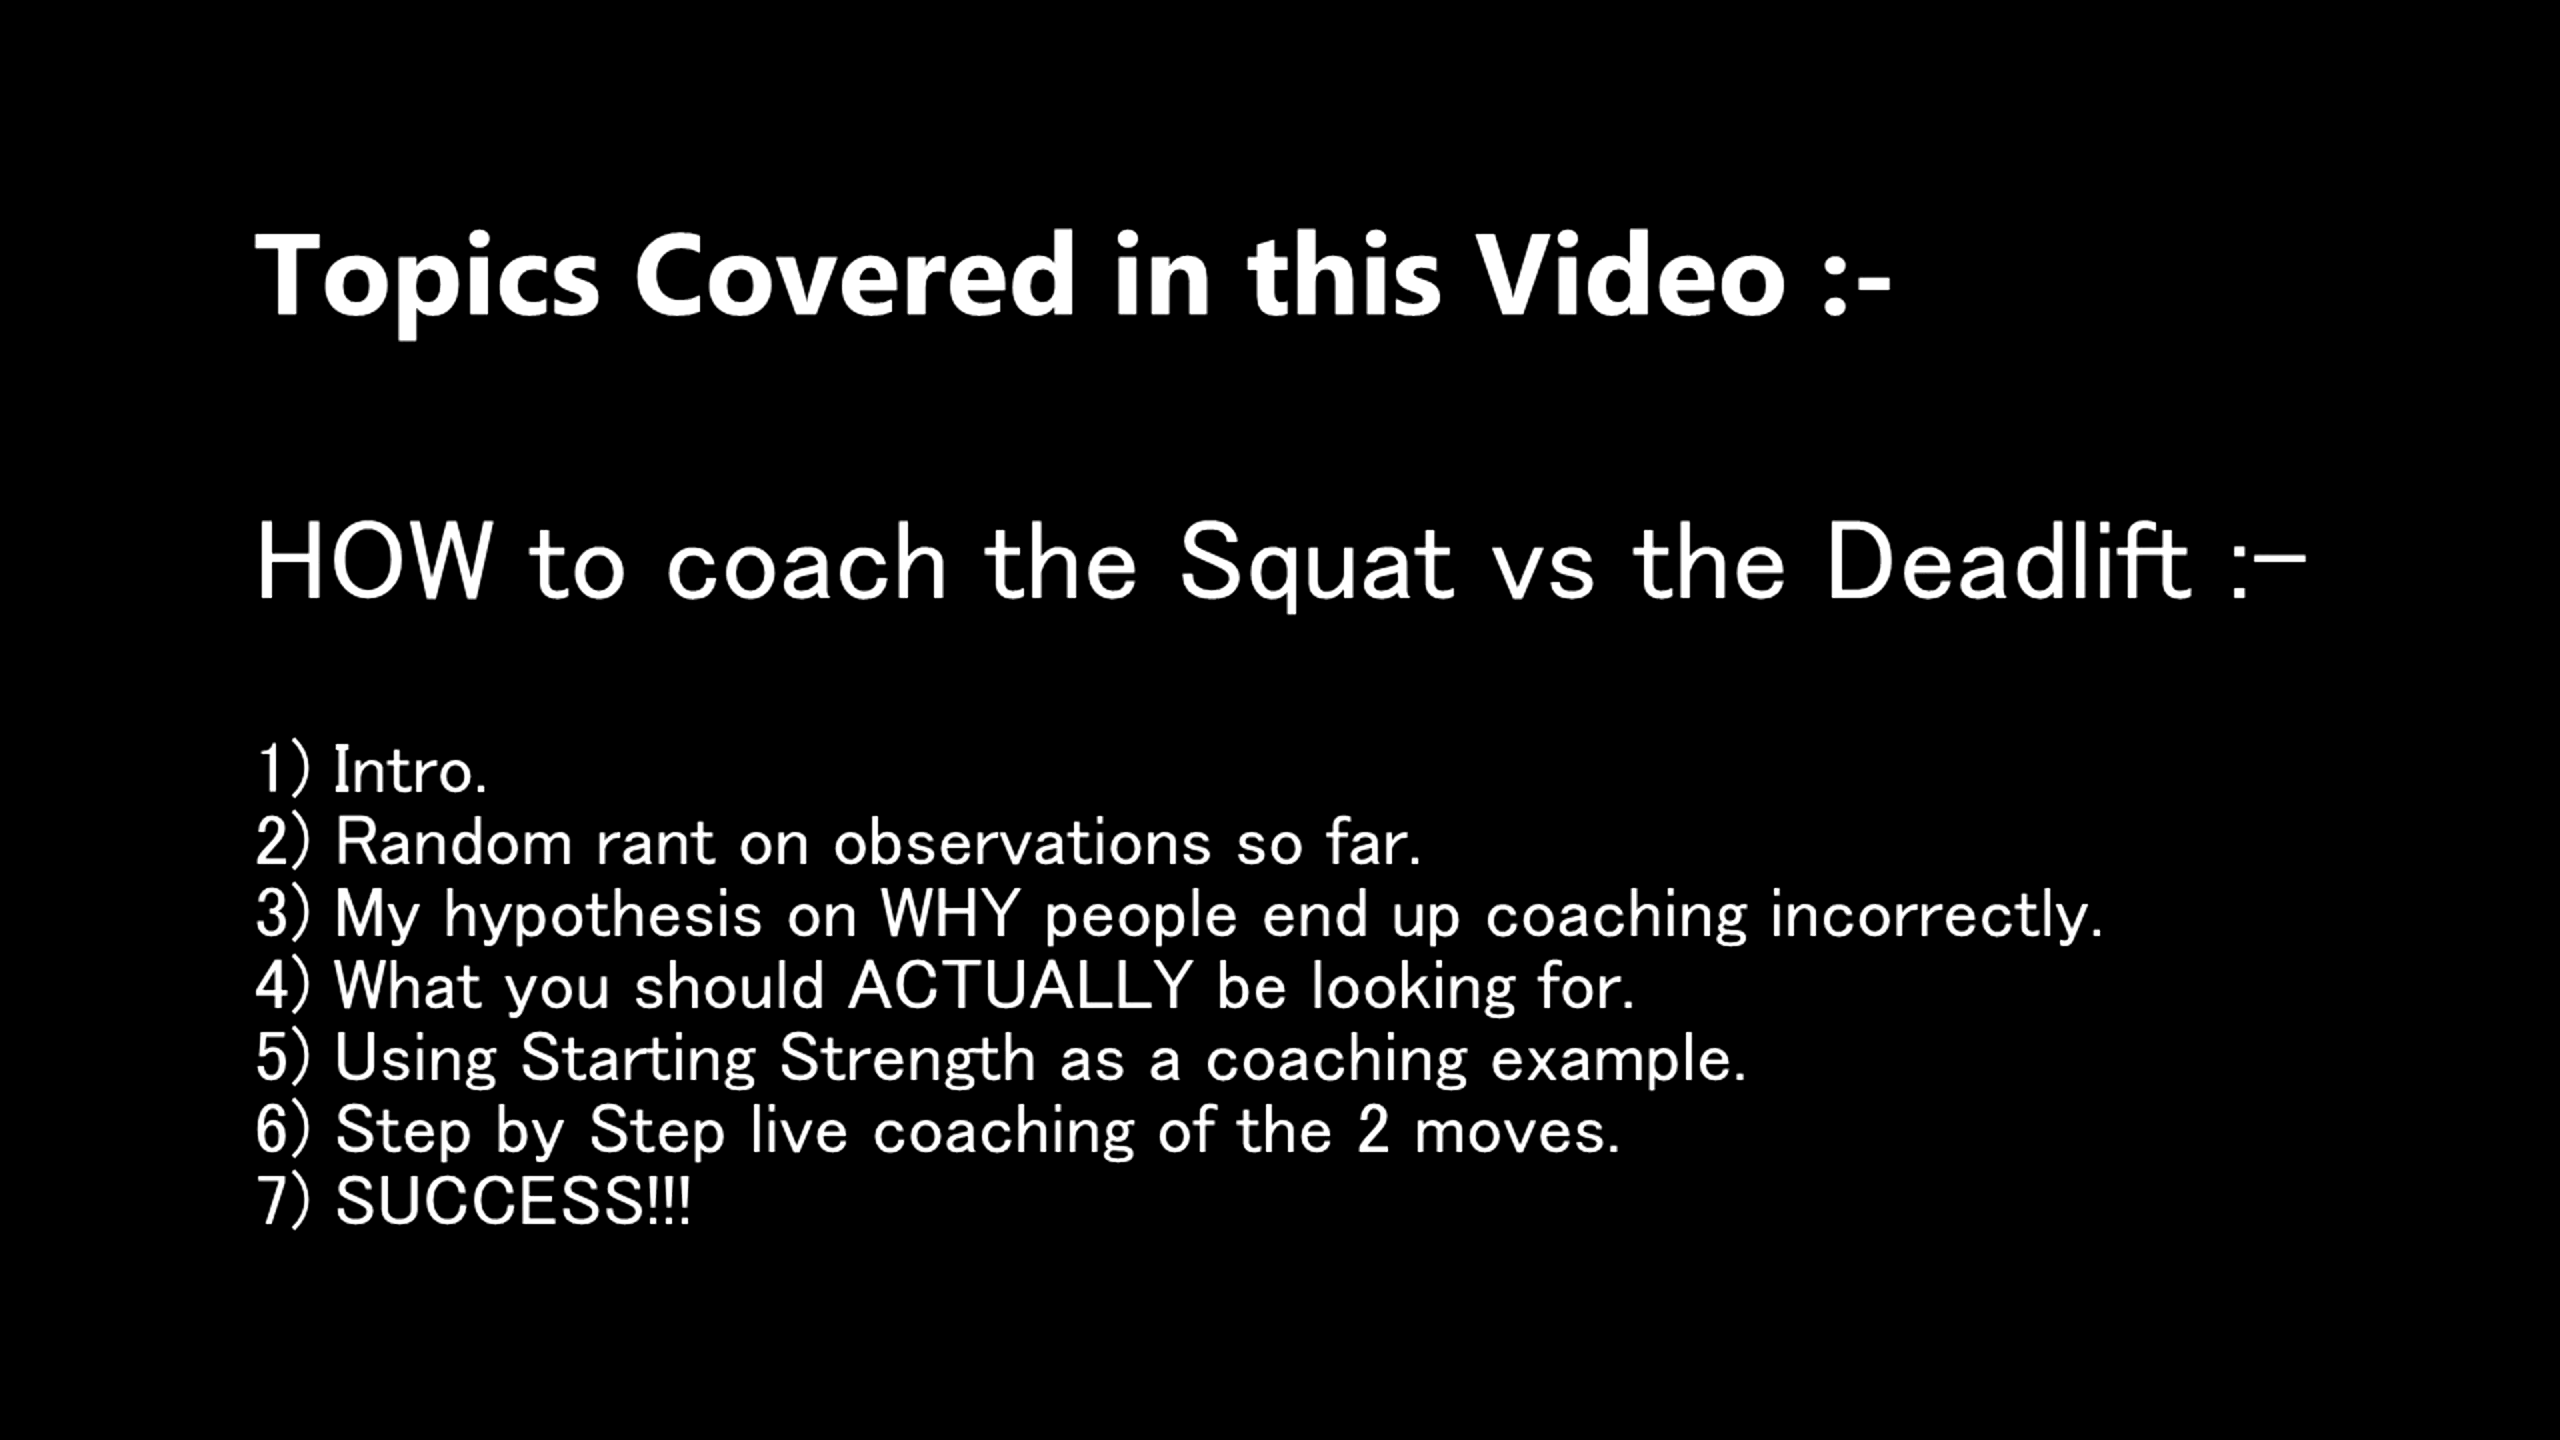 Topics Covered in this Video :-
HOW to coach the Squat vs the Deadlift :-
1) Intro.
2) Random rant on observations so far.
3) My hypothesis on WHY people end up coaching incorrectly.
4) What you should ACTUALLY be looking for.
5) Using Starting Strength as a coaching example.
6) Step by Step live coaching of the 2 moves.
7) SUCCESS!!!